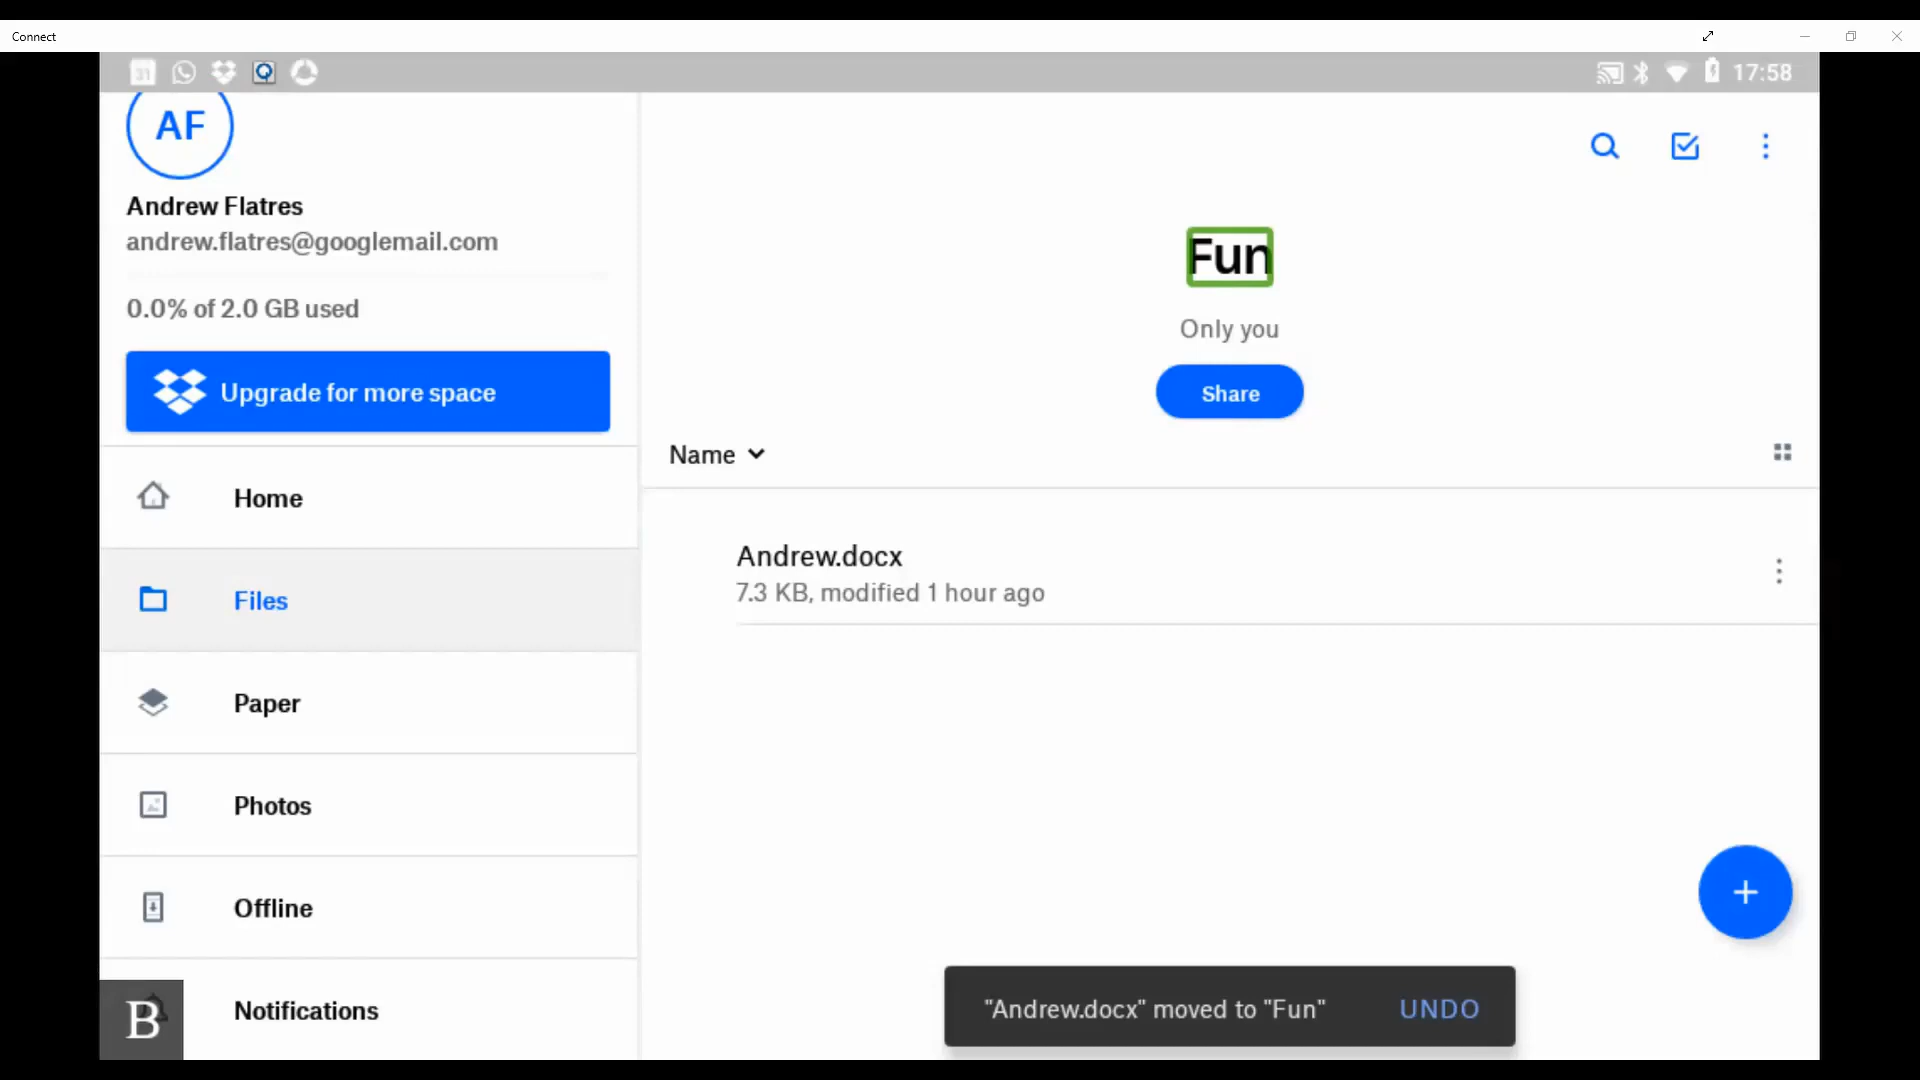 Connect
31
17:58
AF
Andrew Flatres
andrew.flatres@googlemail.com
0.0% of 2.0 GB used
Upgrade for more space
Home
Files
Paper
Photos
Offline
Notifications
B
Fun
Only you
Share
Name
Andrew.docx
7.3 KB, modified 1 hour ago
"Andrew.docx" moved to "Fun" UNDO